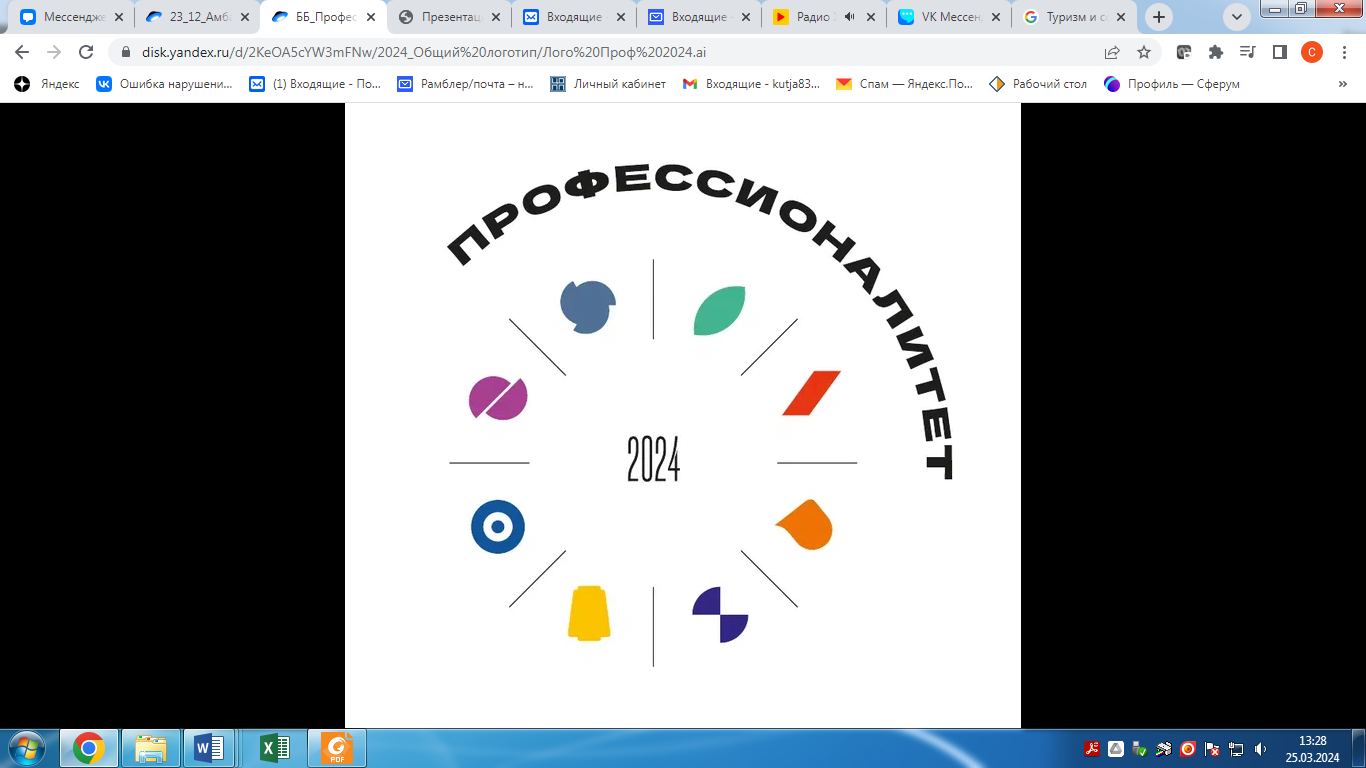 Мессендже
23_12_Амба
ББ_Профес
Презентац
Входящие
Входящие -
Радио
VK Мессен
Туризм и с
disk.yandex.ru/d/2KeOA5cYW3mFNw/2024_Общий%20логотип/Лого%20Проф%202024.ai
C
Яндекс
Ошибка нарушени...
(1) Входящие - По...
Рамблер/почта – н...
Личный кабинет
Входящие - kutja83...
Спам — Яндекс.По...
Рабочий стол
Профиль — Сферум
»
ПРОФЕССИОНАЛИТЕТ
2024
PDF
13:28
25.03.2024